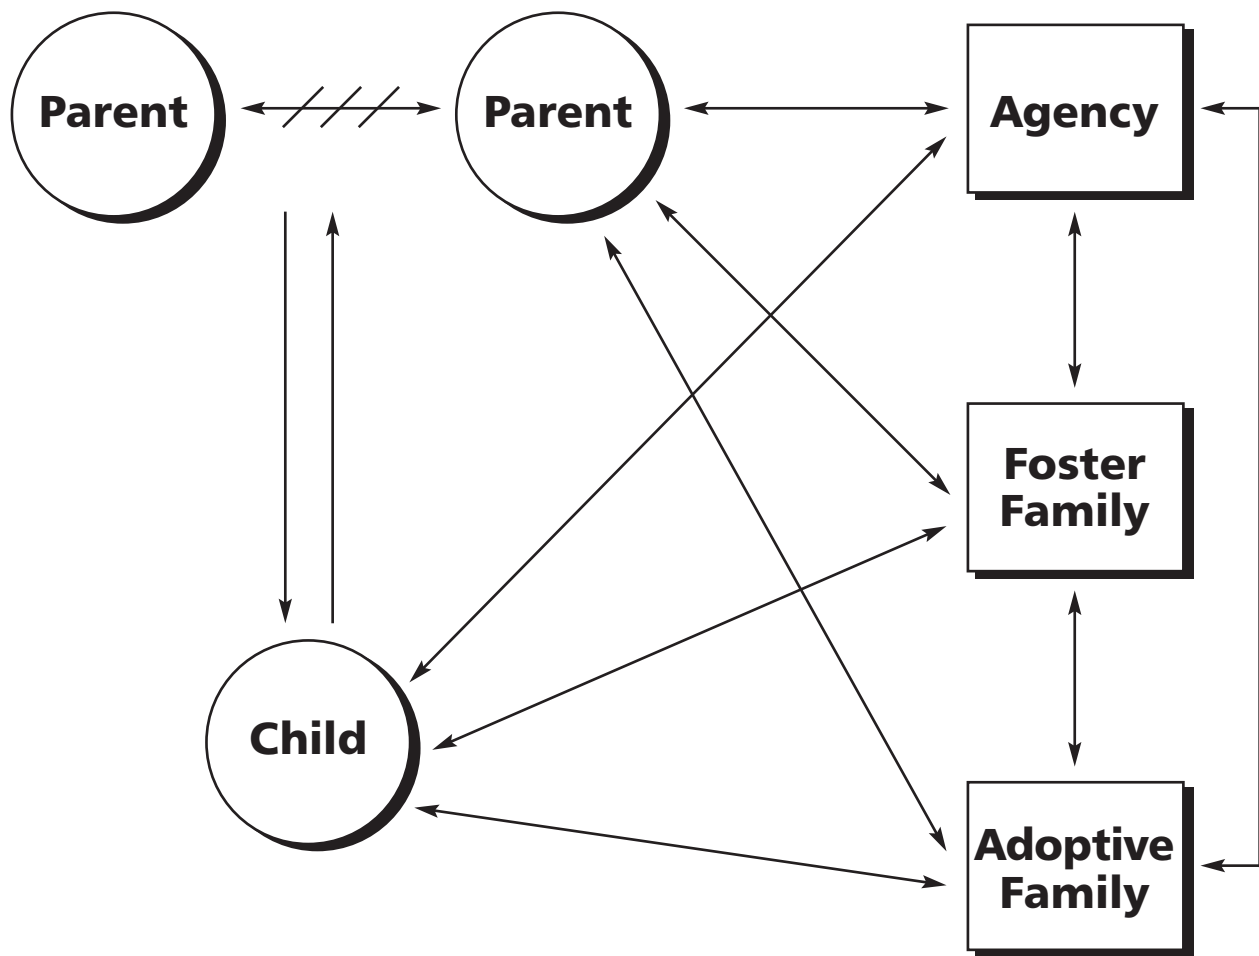 Parent
Parent
Agency
Foster
Family
Child
Adoptive
Family